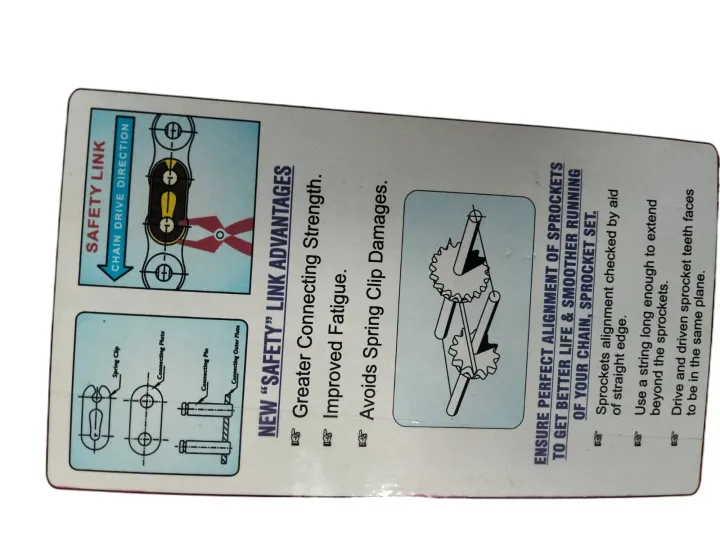 Spring Clip
Connecting Plate
Connecting Pin
Connecting Outer Plate
SAFETY LINK
CHAIN DRIVE DIRECTION
NEW “SAFETY” LINK ADVANTAGES
☞ Greater Connecting Strength.
☞ Improved Fatigue.
☞ Avoids Spring Clip Damages.
ENSURE PERFECT ALIGNMENT OF SPROCKETS
TO GET BETTER LIFE & SMOOTHER RUNNING
OF YOUR CHAIN, SPROCKET SET.
☞ Sprockets alignment checked by aid
of straight edge.
☞ Use a string long enough to extend
beyond the sprockets.
☞ Drive and driven sprocket teeth faces
to be in the same plane.